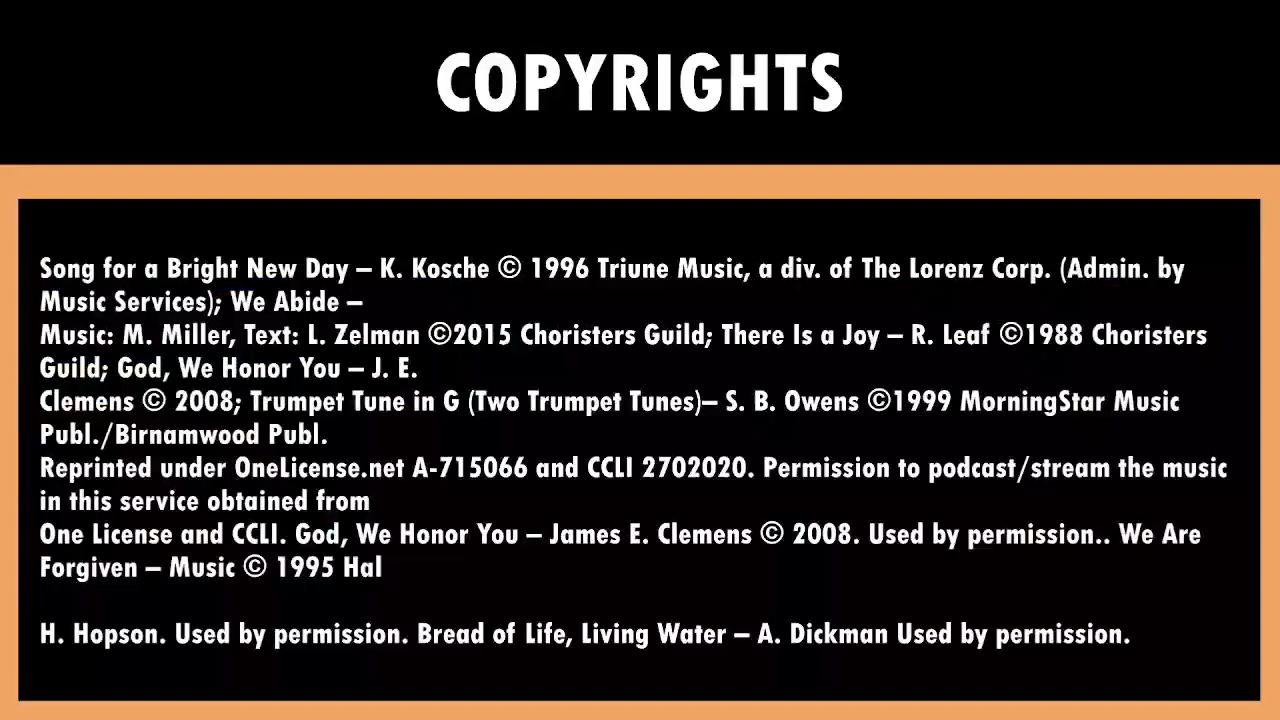 COPYRIGHTS
Song for a Bright New Day – K. Kosche © 1996 Triune Music, a div. of The Lorenz Corp. (Admin. by
Music Services); We Abide –
Music: M. Miller, Text: L. Zelman ©2015 Choristers Guild; There Is a Joy – R. Leaf ©1988 Choristers
Guild; God, We Honor You – J. E.
Clemens © 2008; Trumpet Tune in G (Two Trumpet Tunes)– S. B. Owens ©1999 MorningStar Music
Publ./Birnamwood Publ.
Reprinted under OneLicense.net A-715066 and CCLI 2702020. Permission to podcast/stream the music
in this service obtained from
One License and CCLI. God, We Honor You – James E. Clemens © 2008. Used by permission.. We Are
Forgiven – Music © 1995 Hal
H. Hopson. Used by permission. Bread of Life, Living Water – A. Dickman Used by permission.